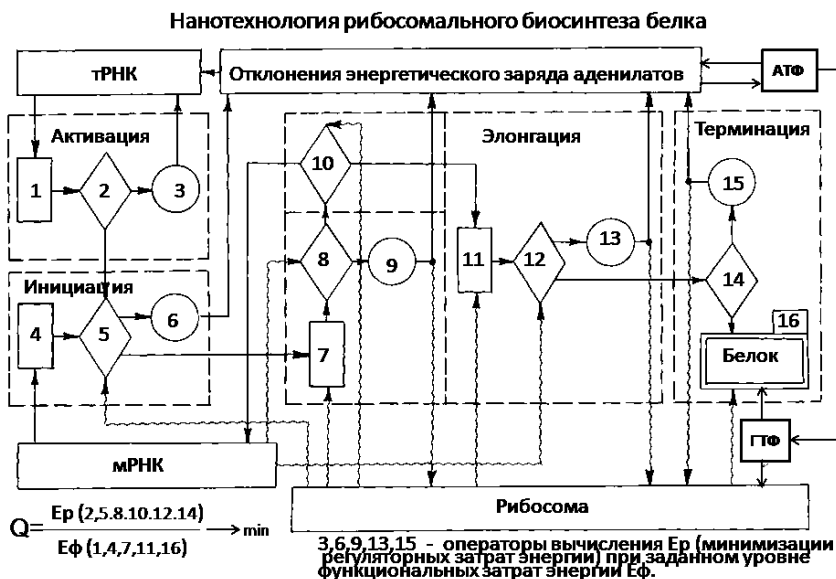 Нанотехнология рибосомального биосинтеза белка
тРНК
Отклонения энергетического заряда аденилатов
АТФ
Активация
Элонгация
Терминация
1
2
3
10
15
8
9
11
12
13
14
Инициация
4
5
6
7
16
Белок
ГТФ
мРНК
Рибосома
Q= Ер (2,5.8.10.12.14)
Еф (1,4,7,11,16)
min
3,6,9,13,15 - операторы вычисления Ер (минимизации
регуляторных затрат энергии) при заданном уровне
функциональных затрат энергии Еф.